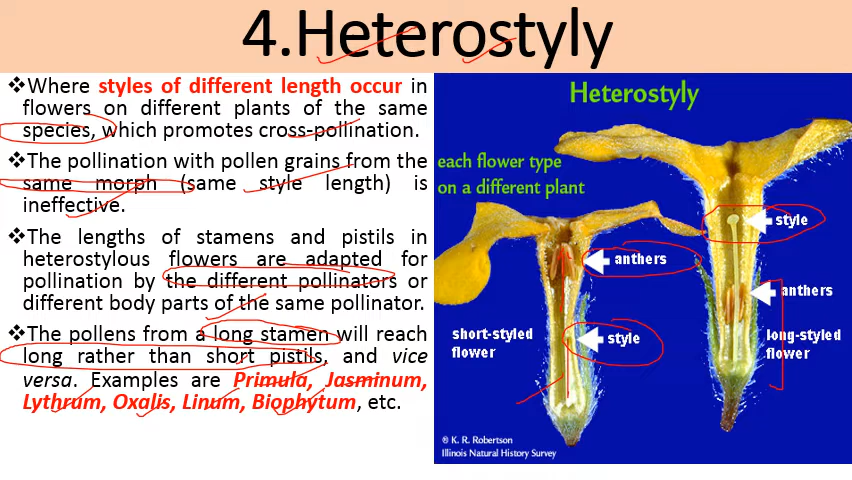 4.Heterostyly
❖Where styles of different length occur in
flowers on different plants of the same
species, which promotes cross-pollination.
❖The pollination with pollen grains from the
same morph (same style length) is
ineffective.
❖The lengths of stamens and pistils in
heterostylous flowers are adapted for
pollination by the different pollinators or
different body parts of the same pollinator.
❖The pollens from a long stamen will reach
long rather than short pistils, and vice
versa. Examples are Primula, Jasminum,
Lythrum, Oxalis, Linum, Biophytum, etc.
Heterostyly
each flower type
on a different plant
style
anthers
anthers
short-styled
flower
style
long-styled
flower
® K. R. Robertson
Illinois Natural History Survey